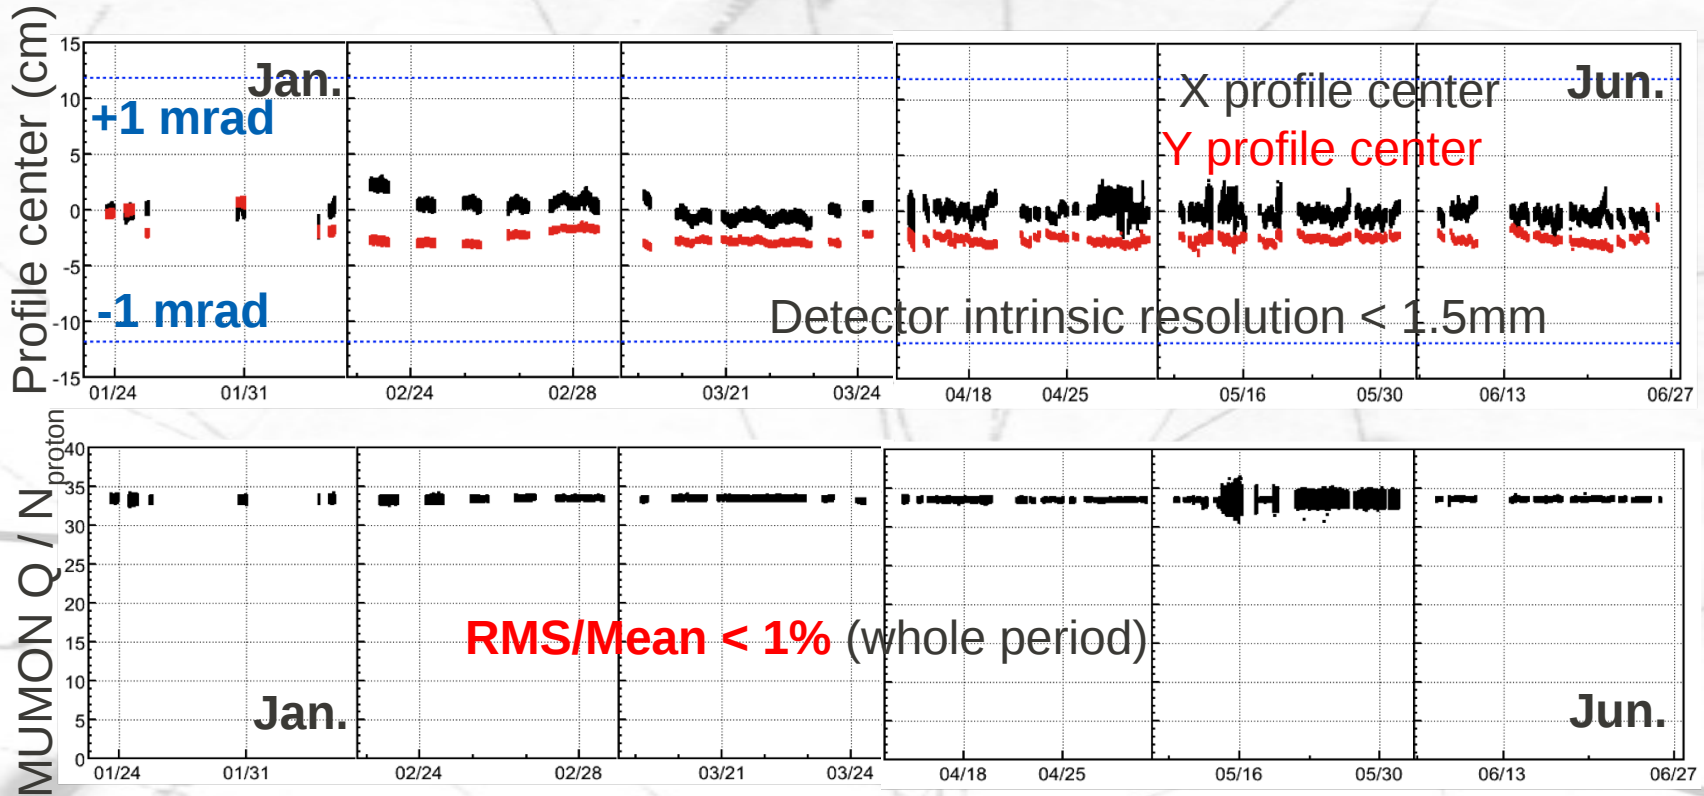 Profile center (cm)
15
10
5
0
-5
-10
-15
Jan.
+1 mrad
-1 mrad
X profile center
Y profile center
Jun.
Detector intrinsic resolution < 1.5mm
01/24 01/31 02/24 02/28 03/21 03/24 04/18 04/25 05/16 05/30 06/13 06/27
MUMON Q / Nproton
40
35
30
25
20
15
10
5
0
RMS/Mean < 1% (whole period)
Jan.
Jun.
01/24 01/31 02/24 02/28 03/21 03/24 04/18 04/25 05/16 05/30 06/13 06/27